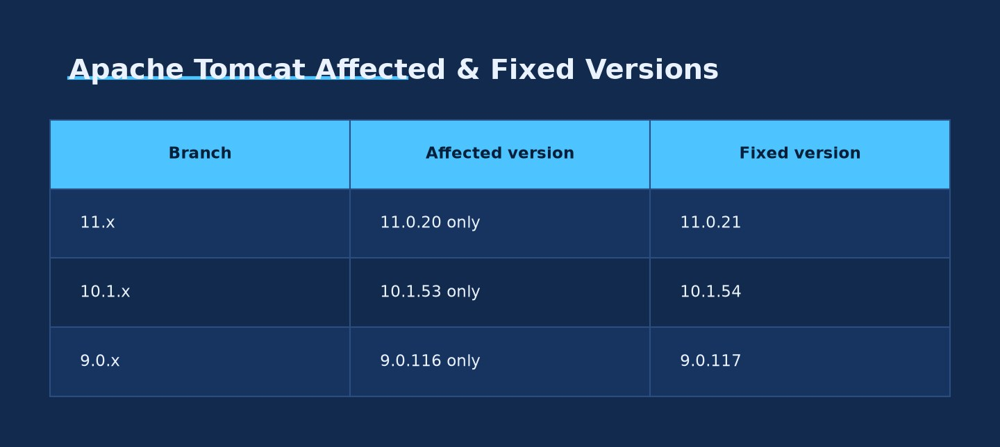 Apache Tomcat Affected & Fixed Versions
Branch Affected version Fixed version
11.x 11.0.20 only 11.0.21
10.1.x 10.1.53 only 10.1.54
9.0.x 9.0.116 only 9.0.117